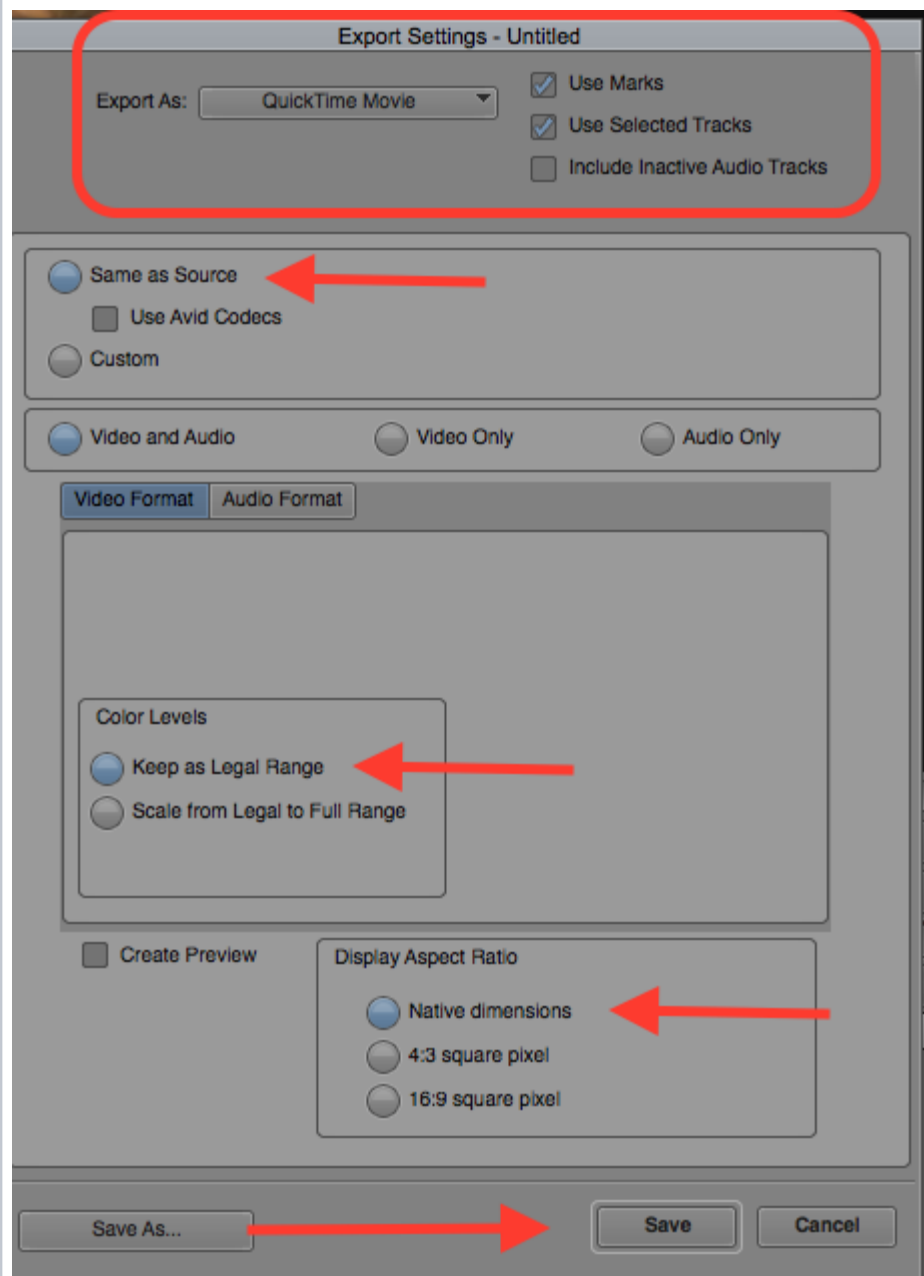 Export Settings - Untitled
Export As: QuickTime Movie
Use Marks
Use Selected Tracks
Include Inactive Audio Tracks
Same as Source
Use Avid Codecs
Custom
Video and Audio Video Only Audio Only
Video Format Audio Format
Color Levels
Keep as Legal Range
Scale from Legal to Full Range
Create Preview
Display Aspect Ratio
Native dimensions
4:3 square pixel
16:9 square pixel
Save As... Save Cancel